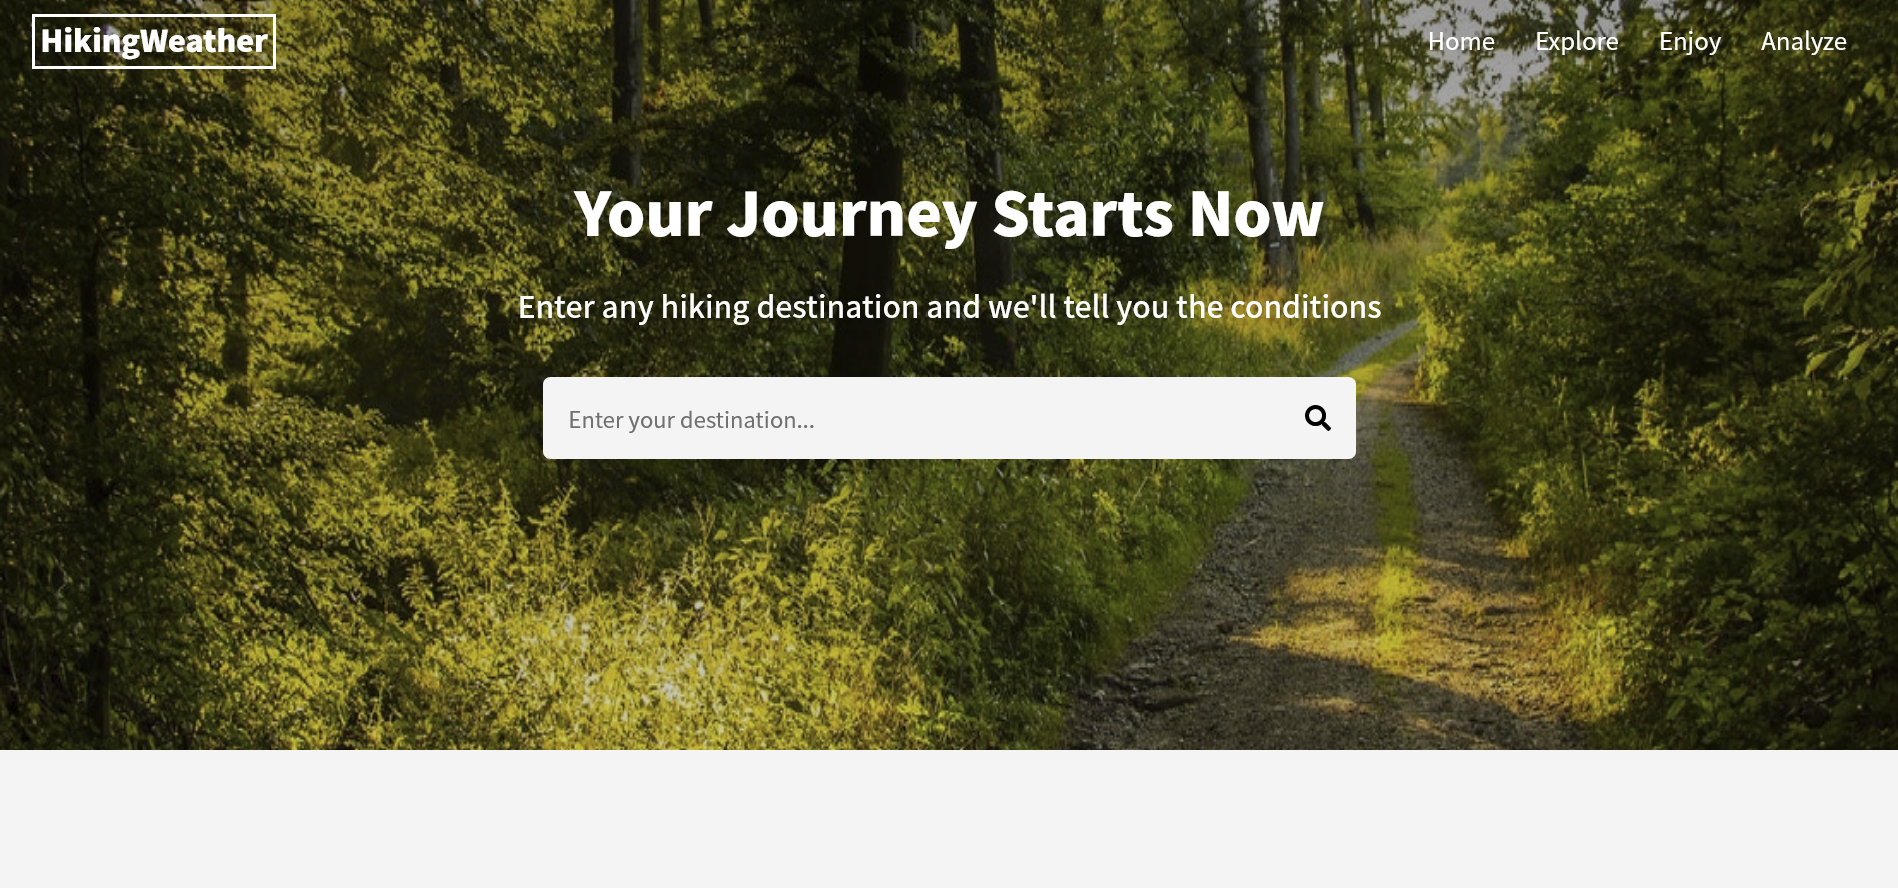 HikingWeather
Home Explore Enjoy Analyze
Your Journey Starts Now
Enter any hiking destination and we'll tell you the conditions
Enter your destination...